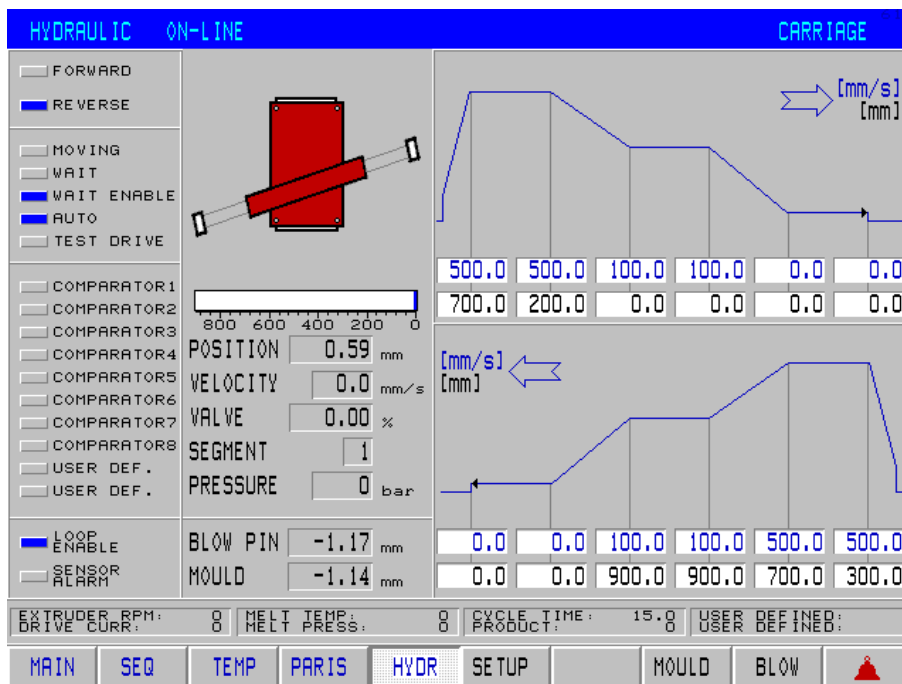 HYDRAULIC ON-LINE CARRIAGE
FORWARD
REVERSE
MOVING
WAIT
WAIT ENABLE
AUTO
TEST DRIVE
COMPARATOR1
COMPARATOR2
COMPARATOR3
COMPARATOR4
COMPARATOR5
COMPARATOR6
COMPARATOR7
COMPARATOR8
USER DEF.
USER DEF.
LOOP
ENABLE
SENSOR
ALARM
800 600 400 200 0
POSITION 0.59 mm
VELOCITY 0.0 mm/s
VALVE 0.00 %
SEGMENT 1
PRESSURE 0 bar
BLOW PIN -1.17 mm
MOULD -1.14 mm
[mm/s]
[mm]
500.0 500.0 100.0 100.0 0.0 0.0
700.0 200.0 0.0 0.0 0.0 0.0
[mm/s]
[mm]
0.0 0.0 100.0 100.0 500.0 500.0
0.0 0.0 900.0 900.0 700.0 300.0
EXTRUDER RPM: 0 MELT TEMP: 0 CYCLE TIME: 15.0 USER DEFINED:
DRIVE CURR: 0 MELT PRESS: 0 PRODUCT: 0 USER DEFINED:
MAIN SEQ TEMP PARIS HYDR SETUP MOULD BLOW